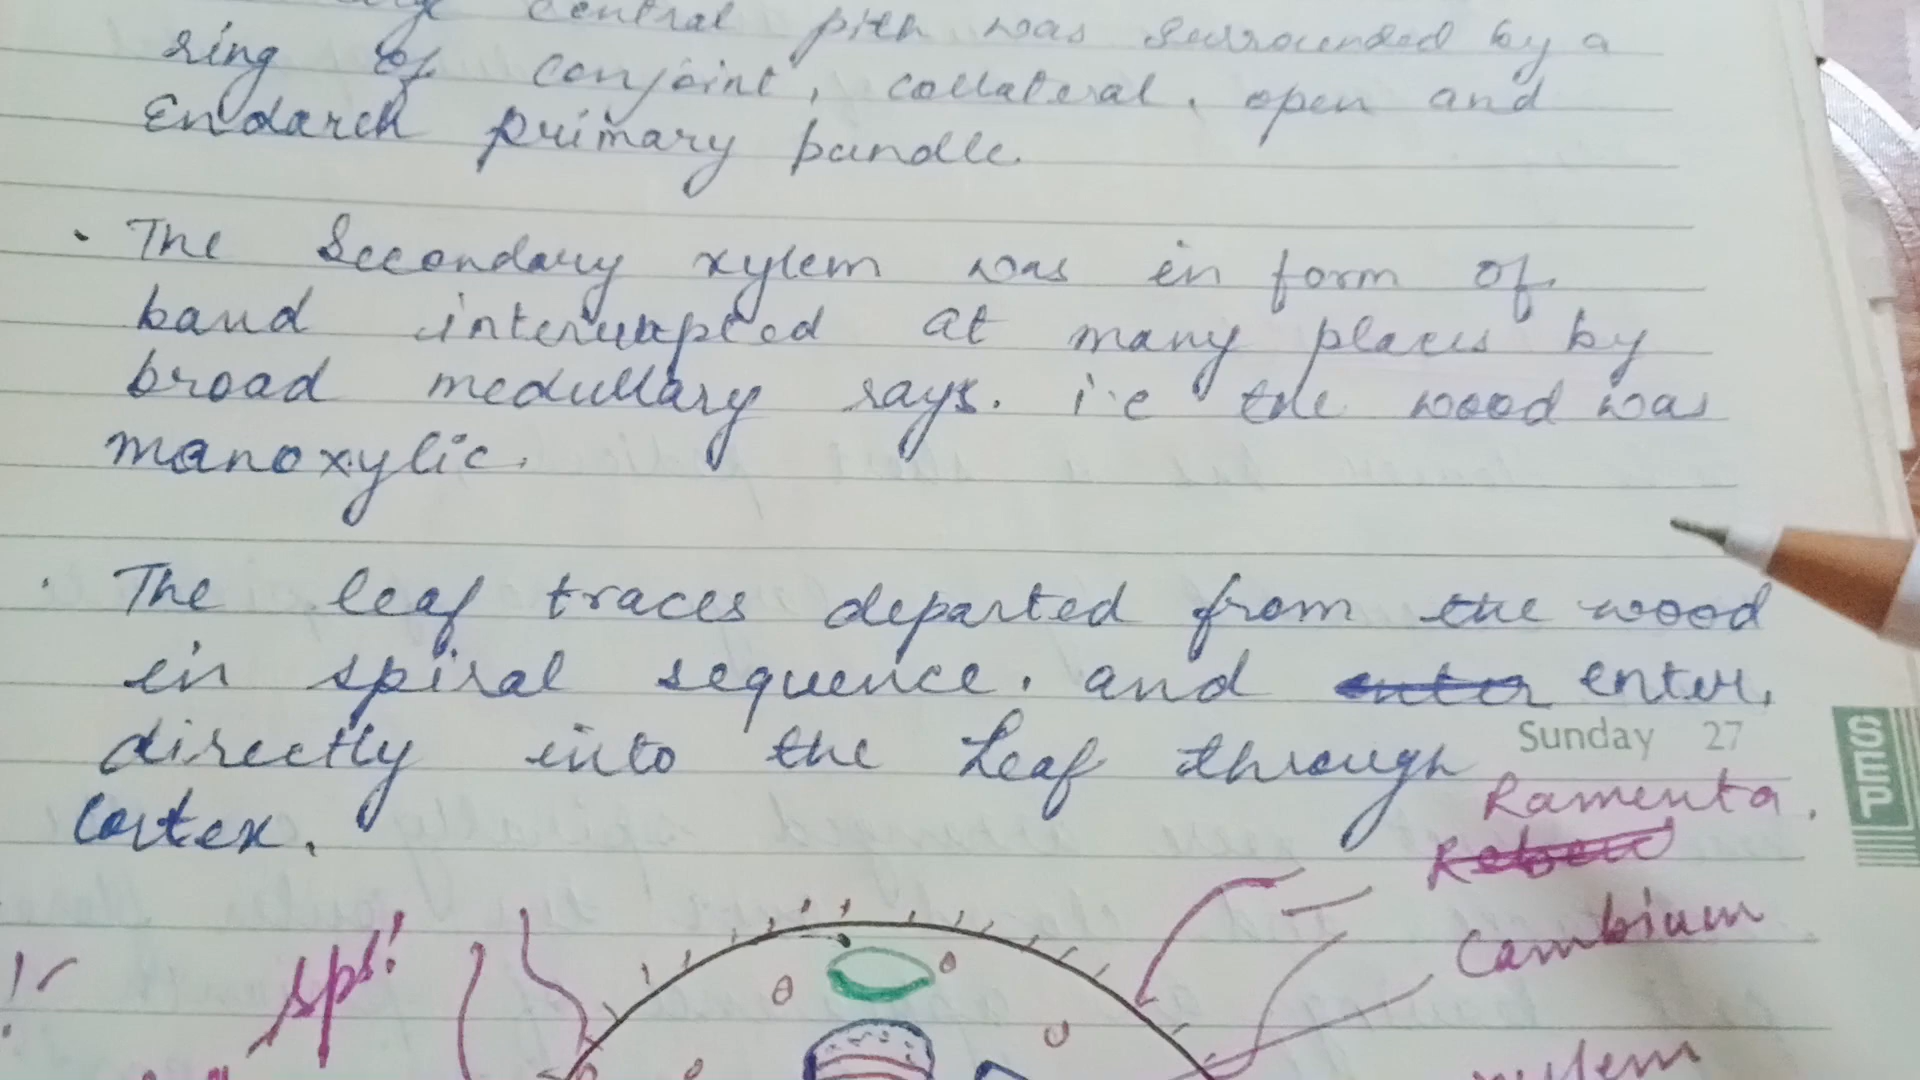 central pith was surrounded by a
ring of conjoint, collateral, open and
Endarch primary bundle.
• The Secondary xylem was in form of
band interrupted at many places by
broad medullary rays. i.e the wood was
manoxylic.
• The leaf traces departed from the wood
in spiral sequence. and enter enter,
directly into the Leaf through
Cortex.
Sunday 27
SEP
Ramenta.
Cambium
sps!
xylem